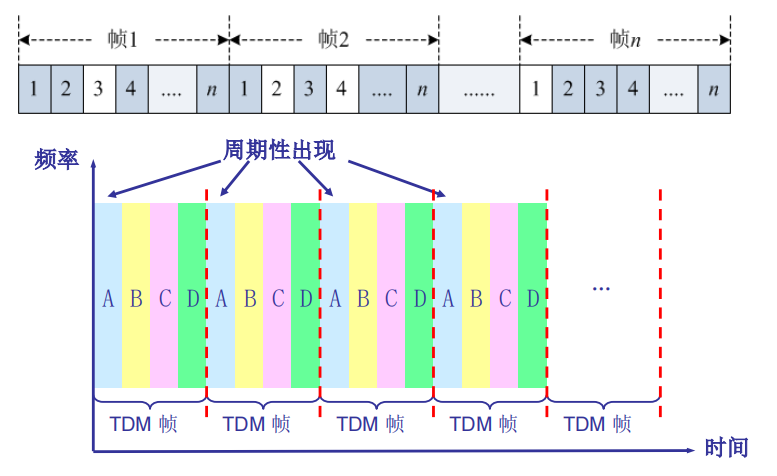 帧1 帧2 帧n
1 2 3 4 .... n 1 2 3 4 .... n ...... 1 2 3 4 .... n
周期性出现
频率
A B C D A B C D A B C D A B C D ...
TDM 帧 TDM 帧 TDM 帧 TDM 帧 TDM 帧
时间